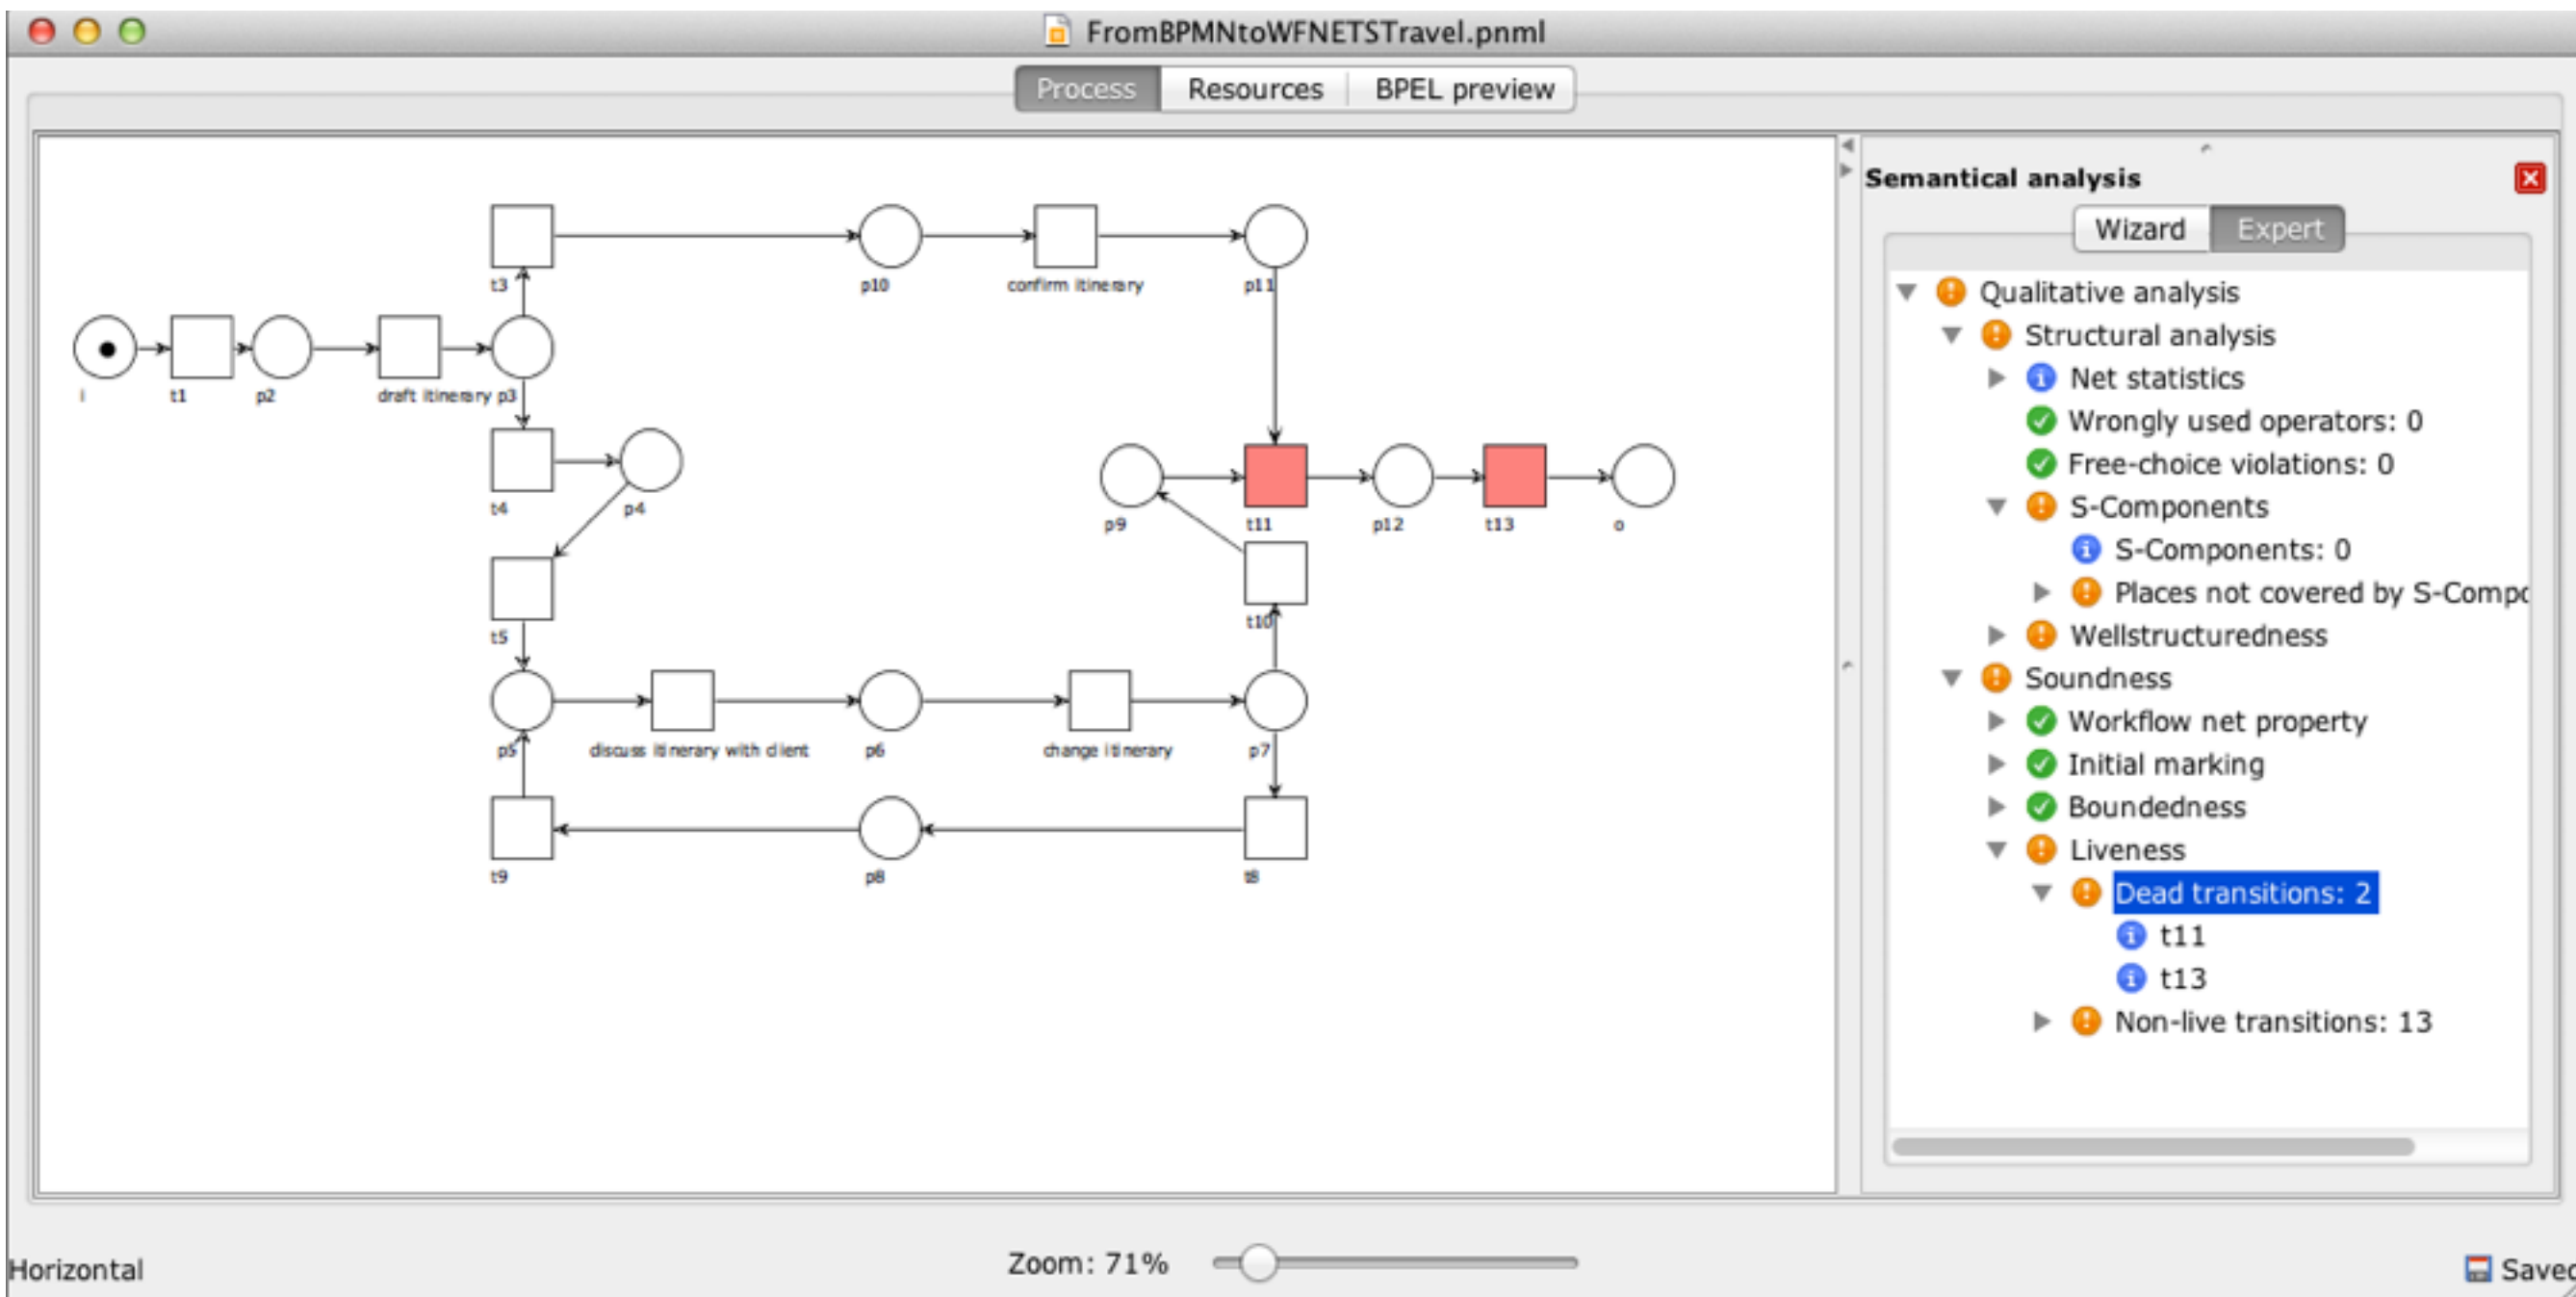 FromBPMNtoWFNETSTravel.pnml
Process Resources BPEL preview
t3 p10 confirm itinerary p11
i t1 p2 draft itinerary p3
t4 p4 p9 t11 p12 t13 o
t5 t10
p5 discuss itinerary with client p6 change itinerary p7
t9 p8 t8
Semantical analysis
Wizard Expert
Qualitative analysis
Structural analysis
Net statistics
Wrongly used operators: 0
Free-choice violations: 0
S-Components
S-Components: 0
Places not covered by S-Compo
Wellstructuredness
Soundness
Workflow net property
Initial marking
Boundedness
Liveness
Dead transitions: 2
t11
t13
Non-live transitions: 13
Horizontal Zoom: 71% Saved